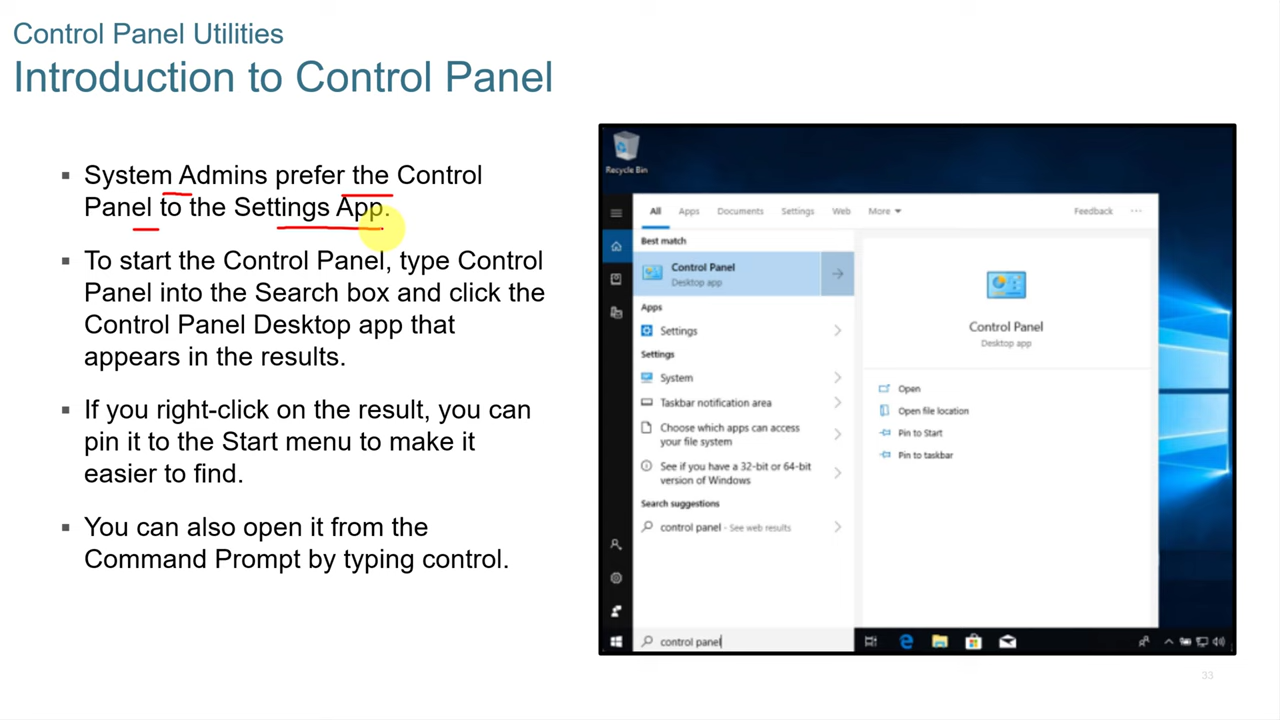 Control Panel Utilities
Introduction to Control Panel
▪ System Admins prefer the Control
Panel to the Settings App.
▪ To start the Control Panel, type Control
Panel into the Search box and click the
Control Panel Desktop app that
appears in the results.
▪ If you right-click on the result, you can
pin it to the Start menu to make it
easier to find.
▪ You can also open it from the
Command Prompt by typing control.
Recycle Bin
All Apps Documents Settings Web More Feedback ...
Best match
Control Panel
Desktop app
Apps
Settings
Settings
System
Taskbar notification area
Choose which apps can access
your file system
See if you have a 32-bit or 64-bit
version of Windows
Search suggestions
control panel - See web results
control panel
Control Panel
Desktop app
Open
Open file location
Pin to Start
Pin to taskbar
33